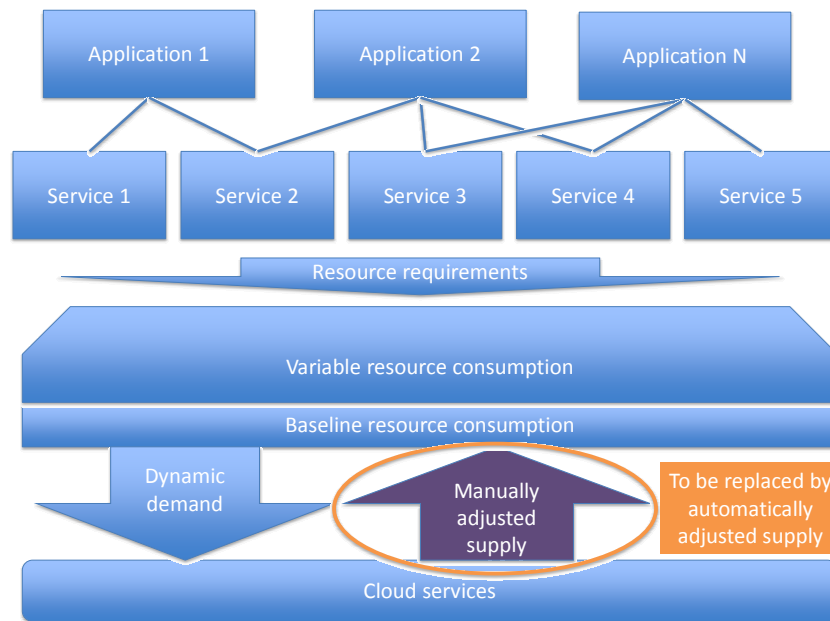 Application 1
Application 2
Application N
Service 1
Service 2
Service 3
Service 4
Service 5
Resource requirements
Variable resource consumption
Baseline resource consumption
Dynamic
demand
Manually
adjusted
supply
To be replaced by
automatically
adjusted supply
Cloud services